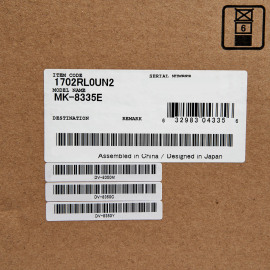 6
ITEM CODE
1702RL0UN2
SERIAL
MODEL NAME
MK-8335E
DESTINATION
REMARK
6 32983 04335 6
Assembled in China / Designed in Japan